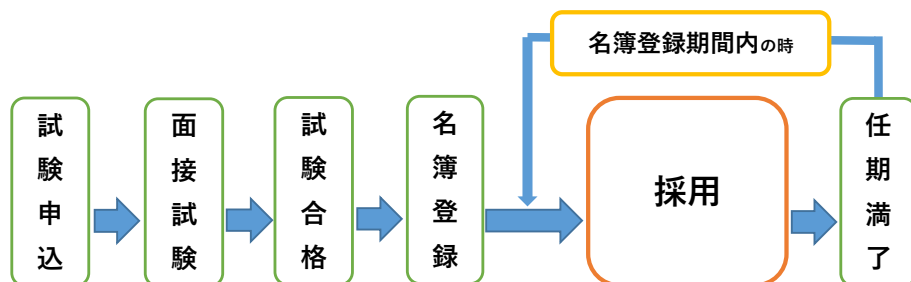 名簿登録期間内の時
試験申込
面接試験
試験合格
名簿登録
採用
任期満了